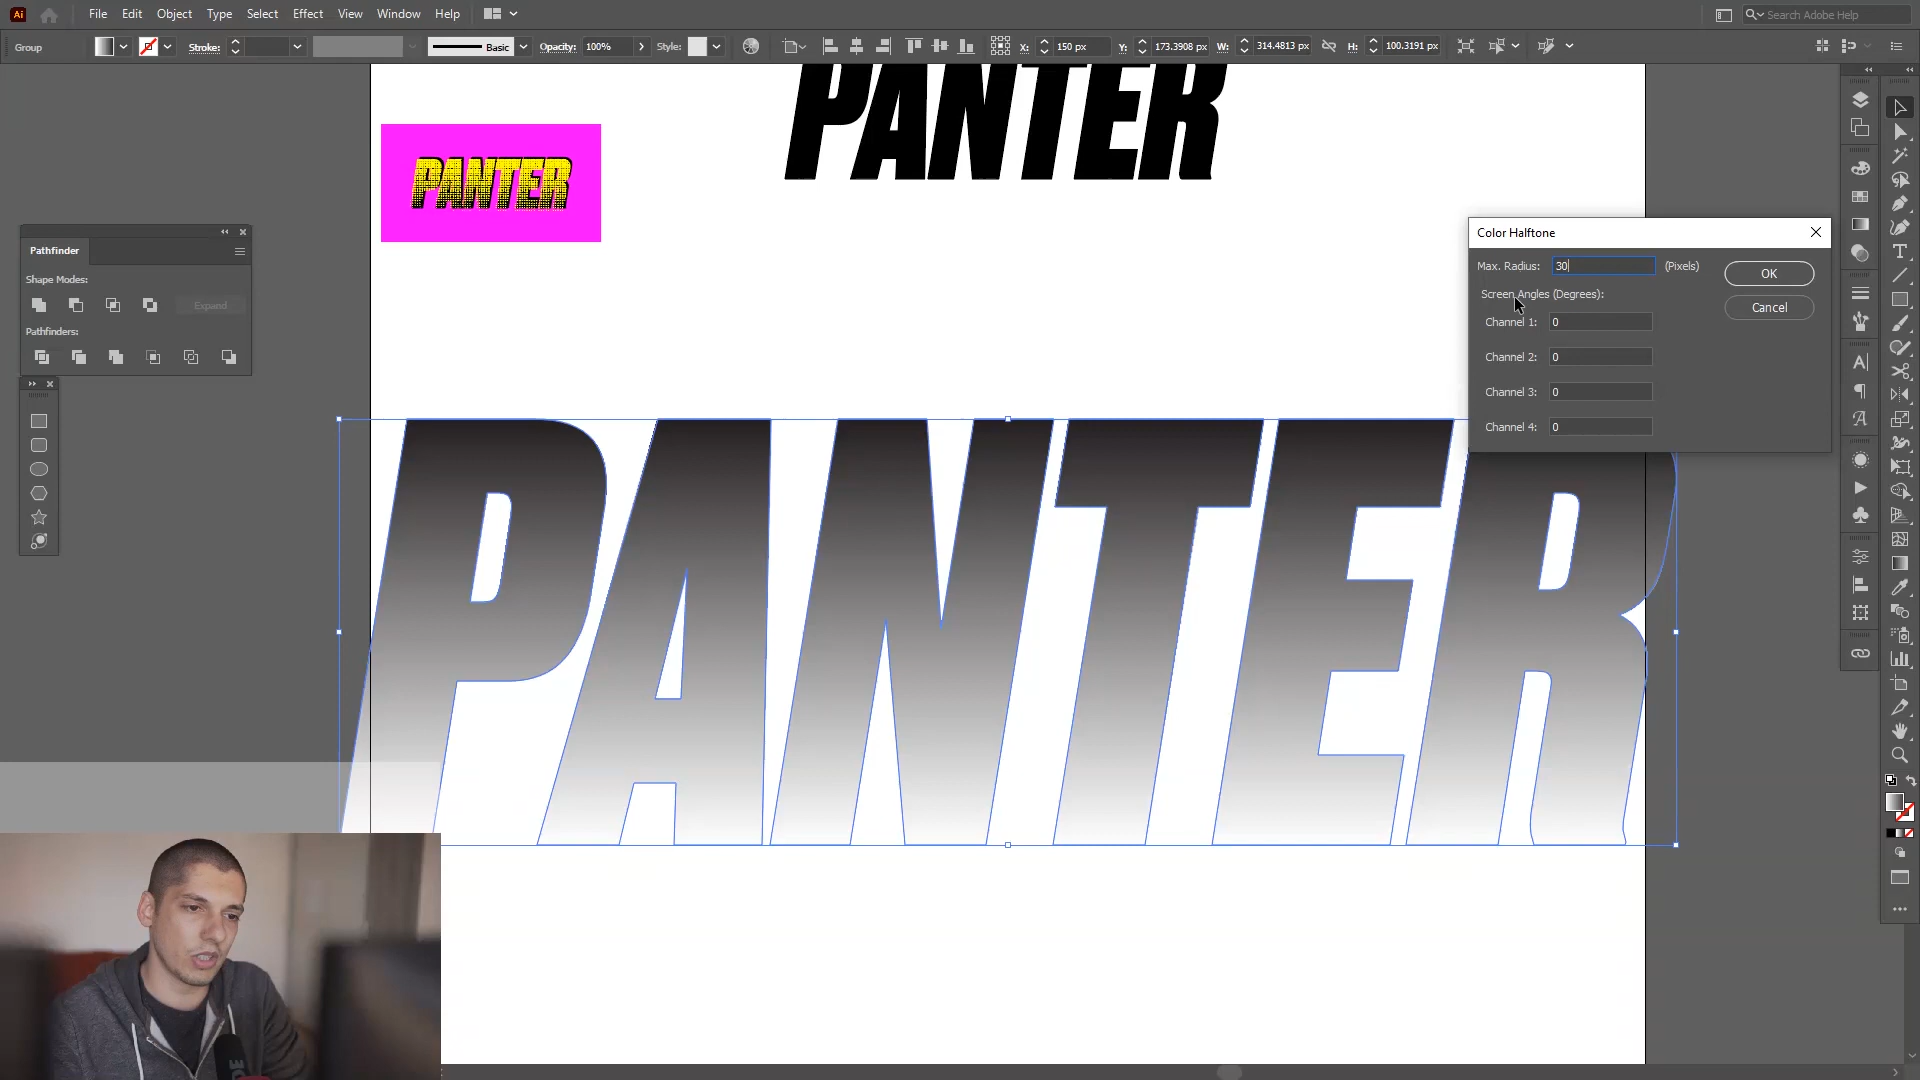 Ai File Edit Object Type Select Effect View Window Help Search Adobe Help
Group Stroke: Basic Opacity: 100% Style: X: 150 px Y: 173.3908 px W: 314.4813 px H: 100.3191 px
PANTER
PANTER
Pathfinder
Shape Modes:
Expand
Pathfinders:
Color Halftone
Max. Radius: 30 (Pixels) OK
Screen Angles (Degrees):
Cancel
Channel 1: 0
Channel 2: 0
Channel 3: 0
Channel 4: 0
PANTER